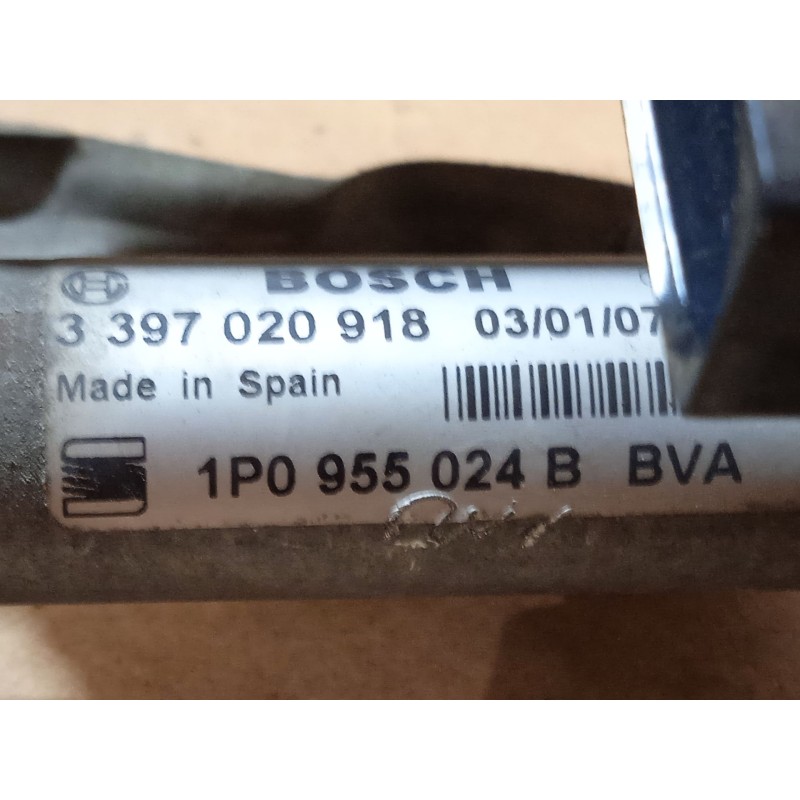 BOSCH
3 397 020 918 03/01/07
Made in Spain
1P0 955 024 B BVA